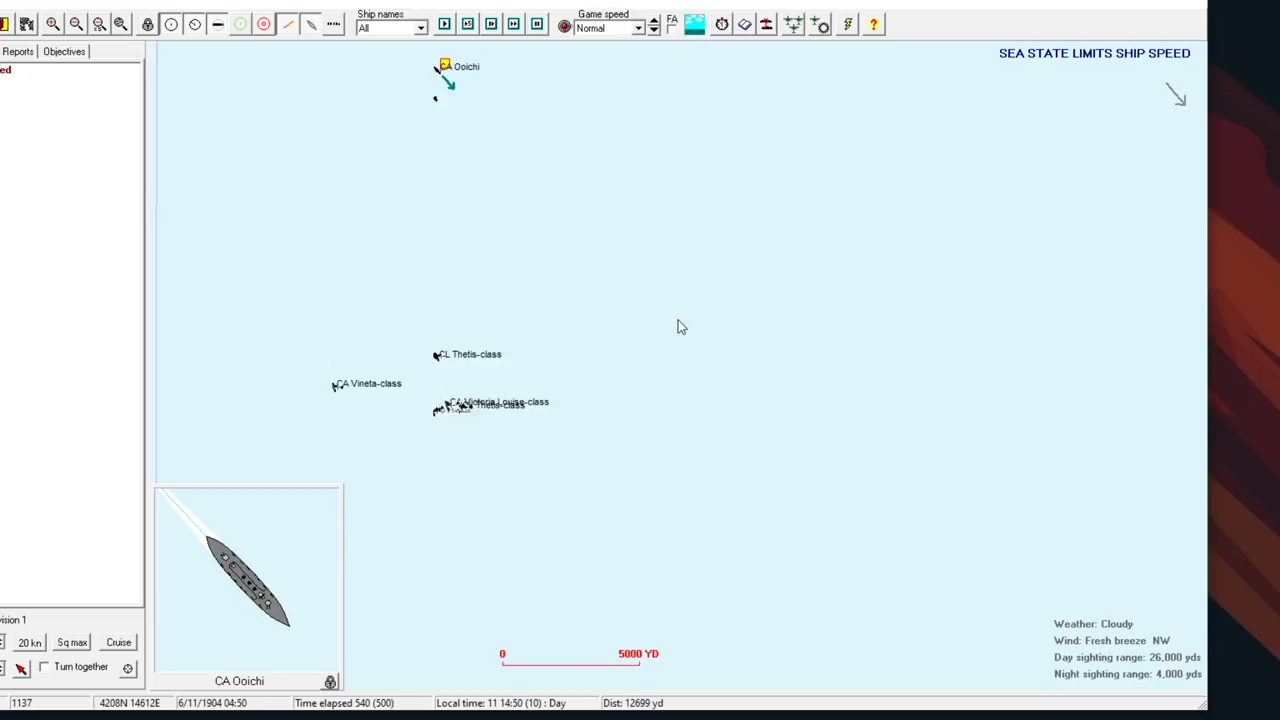 Ship names
All
Game speed
Normal
FA
Reports
Objectives
ed
SEA STATE LIMITS SHIP SPEED
CA Ooichi
CL Thetis-class
CA Vineta-class
CA Victoria Louise-class
Thetis-class
Weather: Cloudy
Wind: Fresh breeze NW
Day sighting range: 26,000 yds
Night sighting range: 4,000 yds
0 5000 YD
vision 1
20 kn
Sq max
Cruise
Turn together
CA Ooichi
1137
4208N 14612E
6/11/1904 04:50
Time elapsed 540 (500)
Local time: 11 14:50 (10) : Day
Dist: 12699 yd